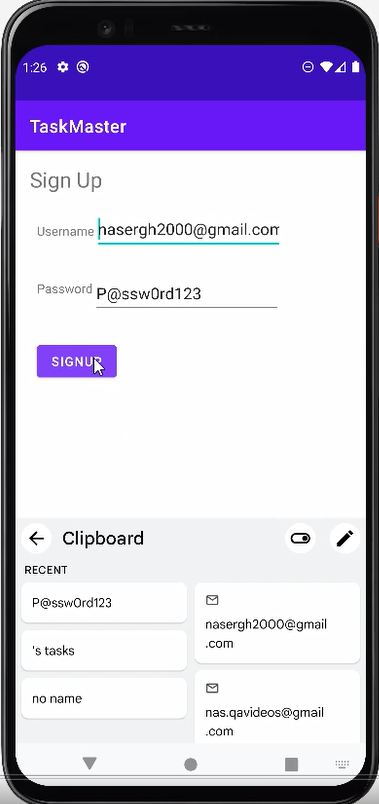 1:26
TaskMaster
Sign Up
Username nasergh2000@gmail.com
Password P@ssw0rd123
SIGNUP
Clipboard
RECENT
P@ssw0rd123
's tasks
no name
nasergh2000@gmail
.com
nas.qavideos@gmail
.com